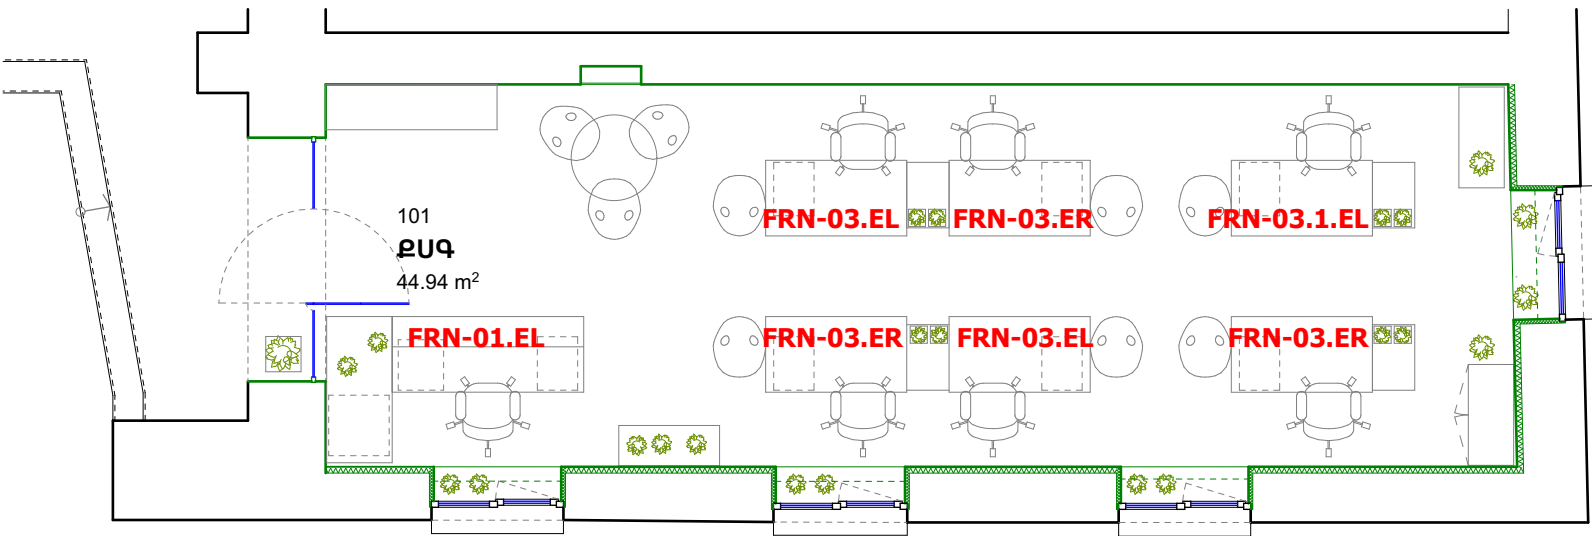 101
ՔՍԳ
44.94 m²
FRN-03.EL
FRN-03.ER
FRN-03.1.EL
FRN-01.EL
FRN-03.ER
FRN-03.EL
FRN-03.ER